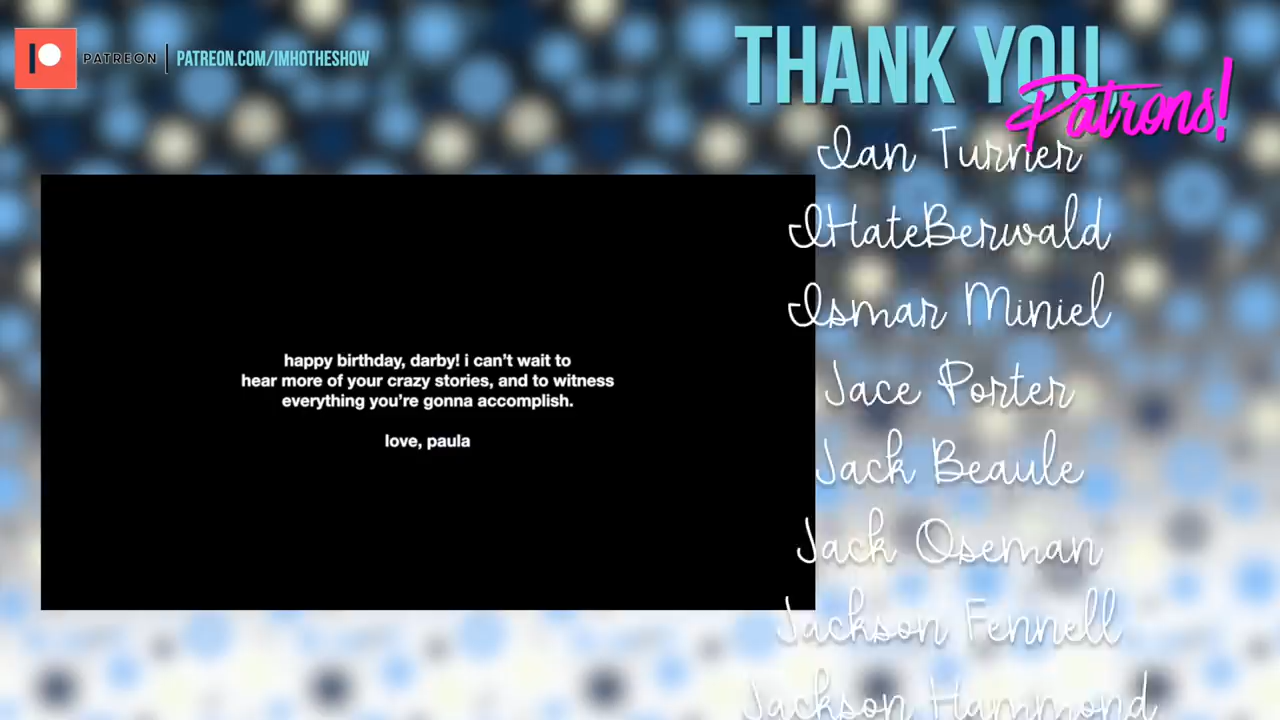 PATREON | PATREON.COM/IMHOTHESHOW
THANK YOU
Patrons!
Ian Turner
IHateBerwald
Ismar Miniel
Jace Porter
Jack Beaule
Jack Oseman
Jackson Fennell
Jackson Hammond
happy birthday, darby! i can't wait to
hear more of your crazy stories, and to witness
everything you're gonna accomplish.
love, paula